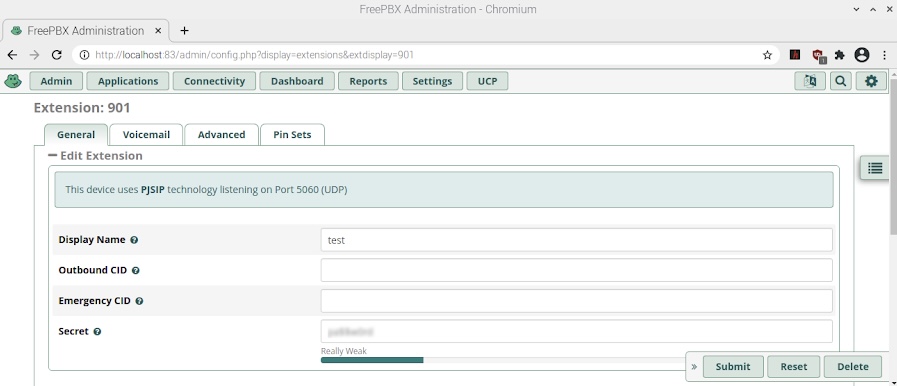 FreePBX Administration - Chromium
FreePBX Administration
http://localhost:83/admin/config.php?display=extensions&extdisplay=901
Admin Applications Connectivity Dashboard Reports Settings UCP
Extension: 901
General Voicemail Advanced Pin Sets
Edit Extension
This device uses PJSIP technology listening on Port 5060 (UDP)
Display Name test
Outbound CID
Emergency CID
Secret
Really Weak
» Submit Reset Delete